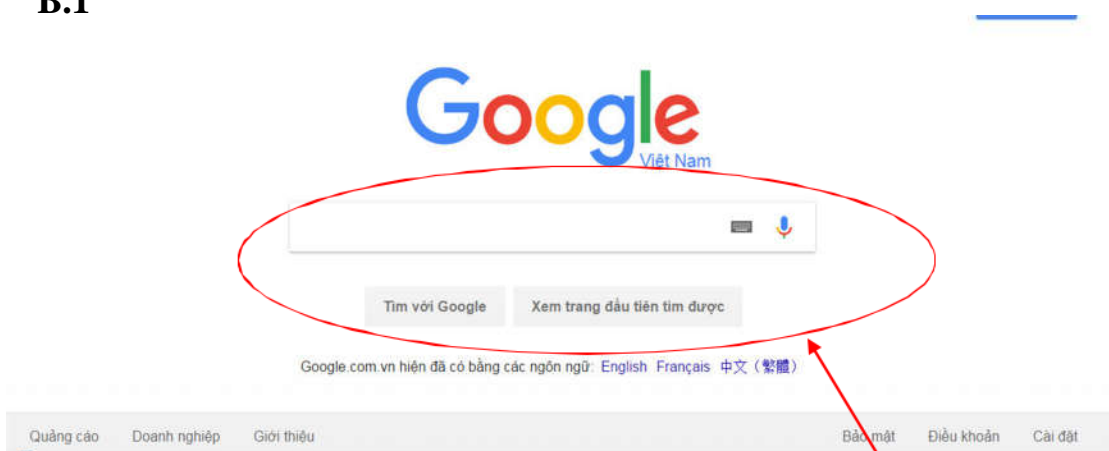 B.1
Google
Việt Nam
Tìm với Google Xem trang đầu tiên tìm được
Google.com.vn hiện đã có bằng các ngôn ngữ: English Français 中文（繁體）
Quảng cáo Doanh nghiệp Giới thiệu Bảo mật Điều khoản Cài đặt